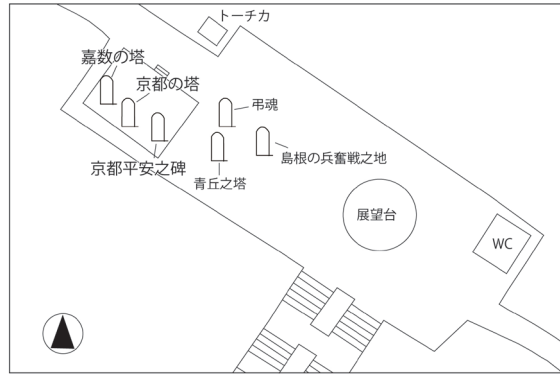 トーチカ
嘉数の塔
京都の塔
弔魂
島根の兵奮戦之地
京都平安之碑
青丘之塔
展望台
WC